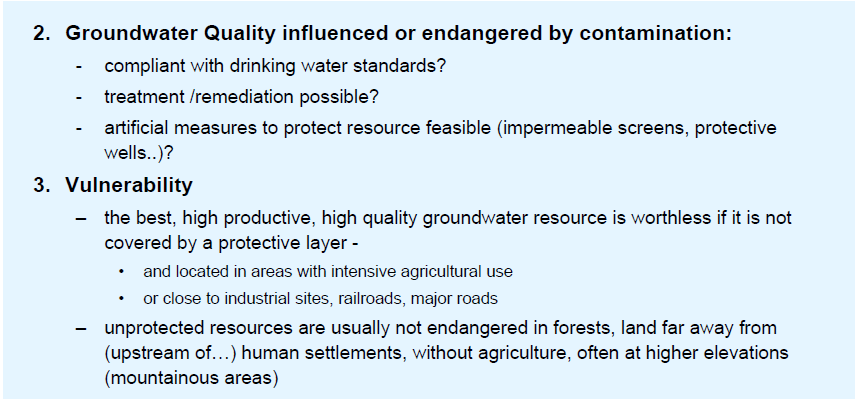 2. Groundwater Quality influenced or endangered by contamination:
- compliant with drinking water standards?
- treatment /remediation possible?
- artificial measures to protect resource feasible (impermeable screens, protective
wells..)?
3. Vulnerability
– the best, high productive, high quality groundwater resource is worthless if it is not
covered by a protective layer -
• and located in areas with intensive agricultural use
• or close to industrial sites, railroads, major roads
– unprotected resources are usually not endangered in forests, land far away from
(upstream of…) human settlements, without agriculture, often at higher elevations
(mountainous areas)